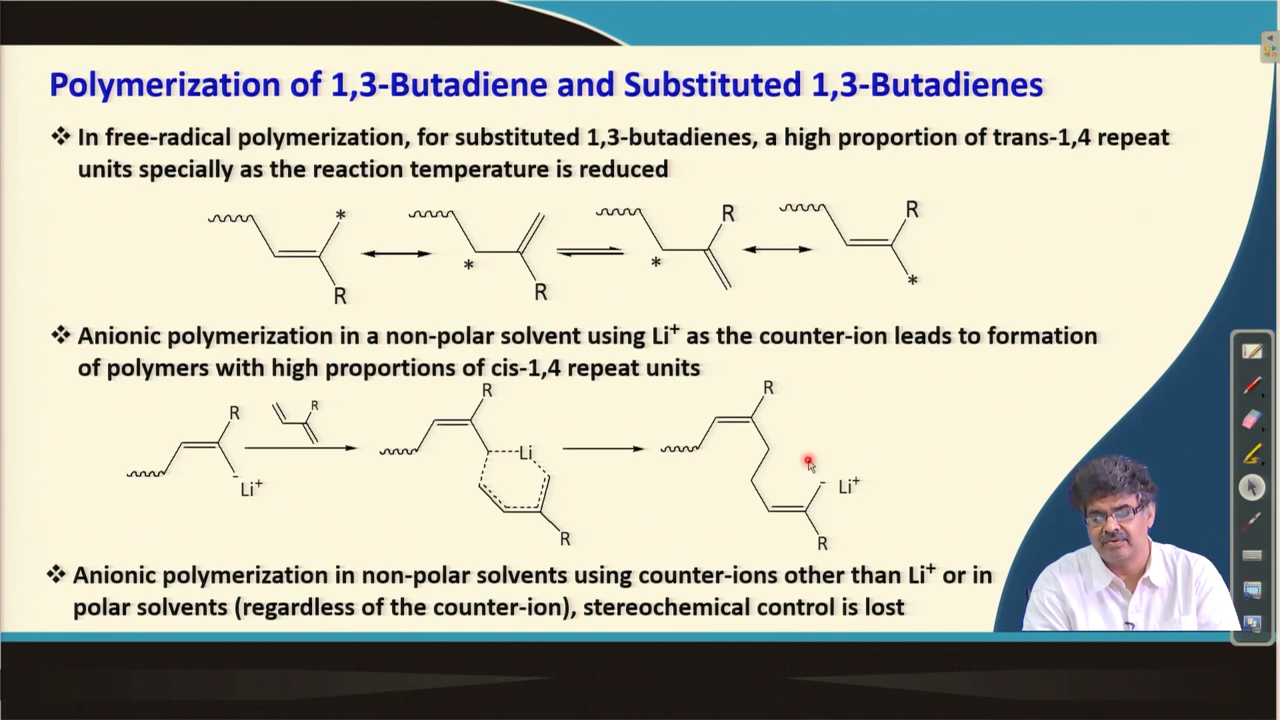 Polymerization of 1,3-Butadiene and Substituted 1,3-Butadienes
❖ In free-radical polymerization, for substituted 1,3-butadienes, a high proportion of trans-1,4 repeat
units specially as the reaction temperature is reduced
* R R
* * *
R R
❖ Anionic polymerization in a non-polar solvent using Li⁺ as the counter-ion leads to formation
of polymers with high proportions of cis-1,4 repeat units
R R R R
Li
- Li⁺ - Li⁺
R R
❖ Anionic polymerization in non-polar solvents using counter-ions other than Li⁺ or in
polar solvents (regardless of the counter-ion), stereochemical control is lost